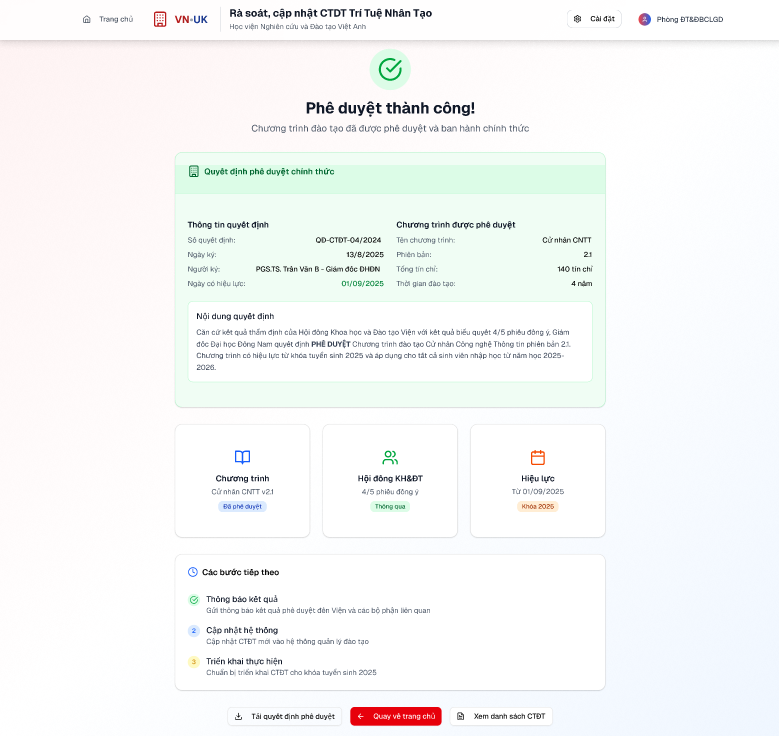 Trang chủ
VN-UK
Rà soát, cập nhật CTDT Trí Tuệ Nhân Tạo
Học viện Nghiên cứu và Đào tạo Việt Anh
Cài đặt
Phòng ĐT&ĐBCLGD
Phê duyệt thành công!
Chương trình đào tạo đã được phê duyệt và ban hành chính thức
Quyết định phê duyệt chính thức
Thông tin quyết định
Số quyết định: QĐ-CTĐT-04/2024
Ngày ký: 13/8/2025
Người ký: PGS.TS. Trần Văn B - Giám đốc ĐHĐN
Ngày có hiệu lực: 01/09/2025
Chương trình được phê duyệt
Tên chương trình: Cử nhân CNTT
Phiên bản: 2.1
Tổng tín chỉ: 140 tín chỉ
Thời gian đào tạo: 4 năm
Nội dung quyết định
Căn cứ kết quả thẩm định của Hội đồng Khoa học và Đào tạo Viện với kết quả biểu quyết 4/5 phiếu đồng ý, Giám
đốc Đại học Đông Nam quyết định PHÊ DUYỆT Chương trình đào tạo Cử nhân Công nghệ Thông tin phiên bản 2.1.
Chương trình có hiệu lực từ khóa tuyển sinh 2025 và áp dụng cho tất cả sinh viên nhập học từ năm học 2025-
2026.
Chương trình
Cử nhân CNTT v2.1
Đã phê duyệt
Hội đồng KH&ĐT
4/5 phiếu đồng ý
Thông qua
Hiệu lực
Từ 01/09/2025
Khóa 2025
Các bước tiếp theo
Thông báo kết quả
Gửi thông báo kết quả phê duyệt đến Viện và các bộ phận liên quan
2
Cập nhật hệ thống
Cập nhật CTĐT mới vào hệ thống quản lý đào tạo
3
Triển khai thực hiện
Chuẩn bị triển khai CTĐT cho khóa tuyển sinh 2025
Tải quyết định phê duyệt
Quay về trang chủ
Xem danh sách CTĐT